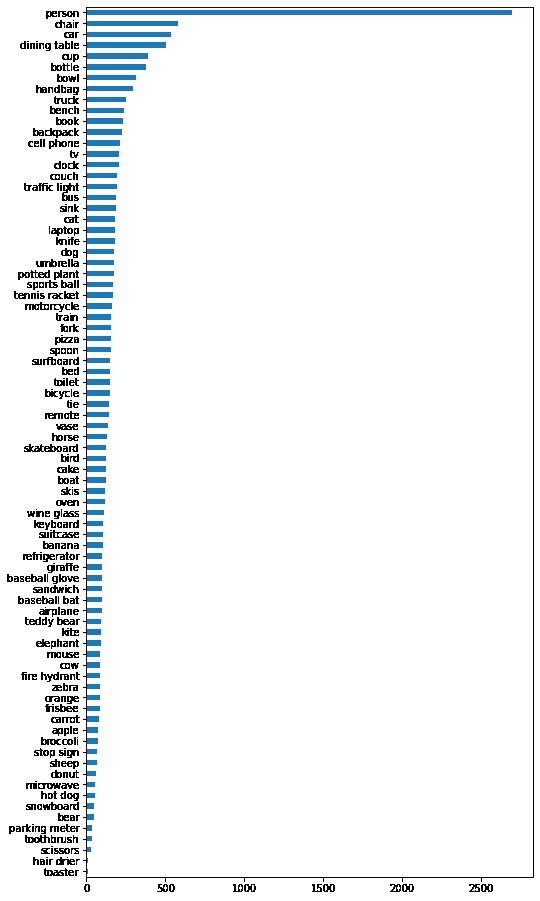 person
chair
car
dining table
cup
bottle
bowl
handbag
truck
bench
book
backpack
cell phone
tv
clock
couch
traffic light
bus
sink
cat
laptop
knife
dog
umbrella
potted plant
sports ball
tennis racket
motorcycle
train
fork
pizza
spoon
surfboard
bed
toilet
bicycle
tie
remote
vase
horse
skateboard
bird
cake
boat
skis
oven
wine glass
keyboard
suitcase
banana
refrigerator
giraffe
baseball glove
sandwich
baseball bat
airplane
teddy bear
kite
elephant
mouse
cow
fire hydrant
zebra
orange
frisbee
carrot
apple
broccoli
stop sign
sheep
donut
microwave
hot dog
snowboard
bear
parking meter
toothbrush
scissors
hair drier
toaster
0 500 1000 1500 2000 2500